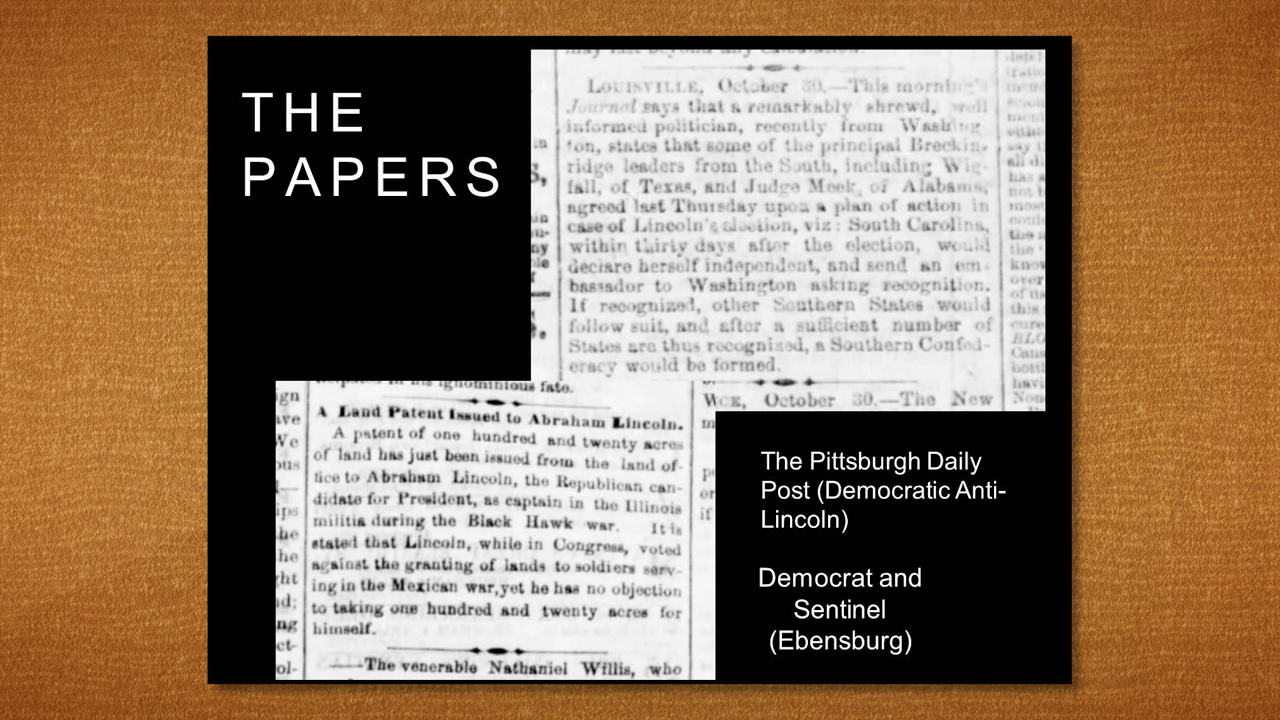 THE
PAPERS
LOUISVILLE, October 30.—This morning's
Journal says that a remarkably shrewd, well
informed politician, recently from Washing
ton, states that some of the principal Breckin-
ridge leaders from the South, including Wig-
fall, of Texas, and Judge Meek, of Alabama,
agreed last Thursday upon a plan of action in
case of Lincoln's election, viz: South Carolina,
within thirty days after the election, would
declare herself independent, and send an em-
bassador to Washington asking recognition.
If recognized, other Southern States would
follow suit, and after a sufficient number of
States are thus recognized, a Southern Confed-
eracy would be formed.
October 30.—The New
his ignominious fate.
A Land Patent Issued to Abraham Lincoln.
A patent of one hundred and twenty acres
of land has just been issued from the land of-
fice to Abraham Lincoln, the Republican can-
didate for President, as captain in the Illinois
militia during the Black Hawk war. It is
stated that Lincoln, while in Congress, voted
against the granting of lands to soldiers serv-
ing in the Mexican war, yet he has no objection
to taking one hundred and twenty acres for
himself.
—The venerable Nathaniel Willis, who
The Pittsburgh Daily
Post (Democratic Anti-
Lincoln)
Democrat and
Sentinel
(Ebensburg)